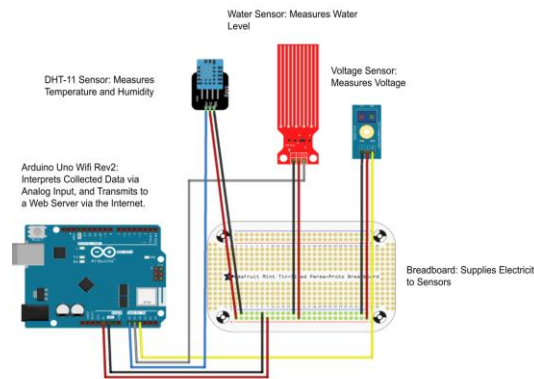 Water Sensor: Measures Water
Level
DHT-11 Sensor: Measures
Temperature and Humidity
Voltage Sensor:
Measures Voltage
Arduino Uno Wifi Rev2:
Interprets Collected Data via
Analog Input, and Transmits to
a Web Server via the Internet.
Breadboard: Supplies Electricit
to Sensors
ARDUINO